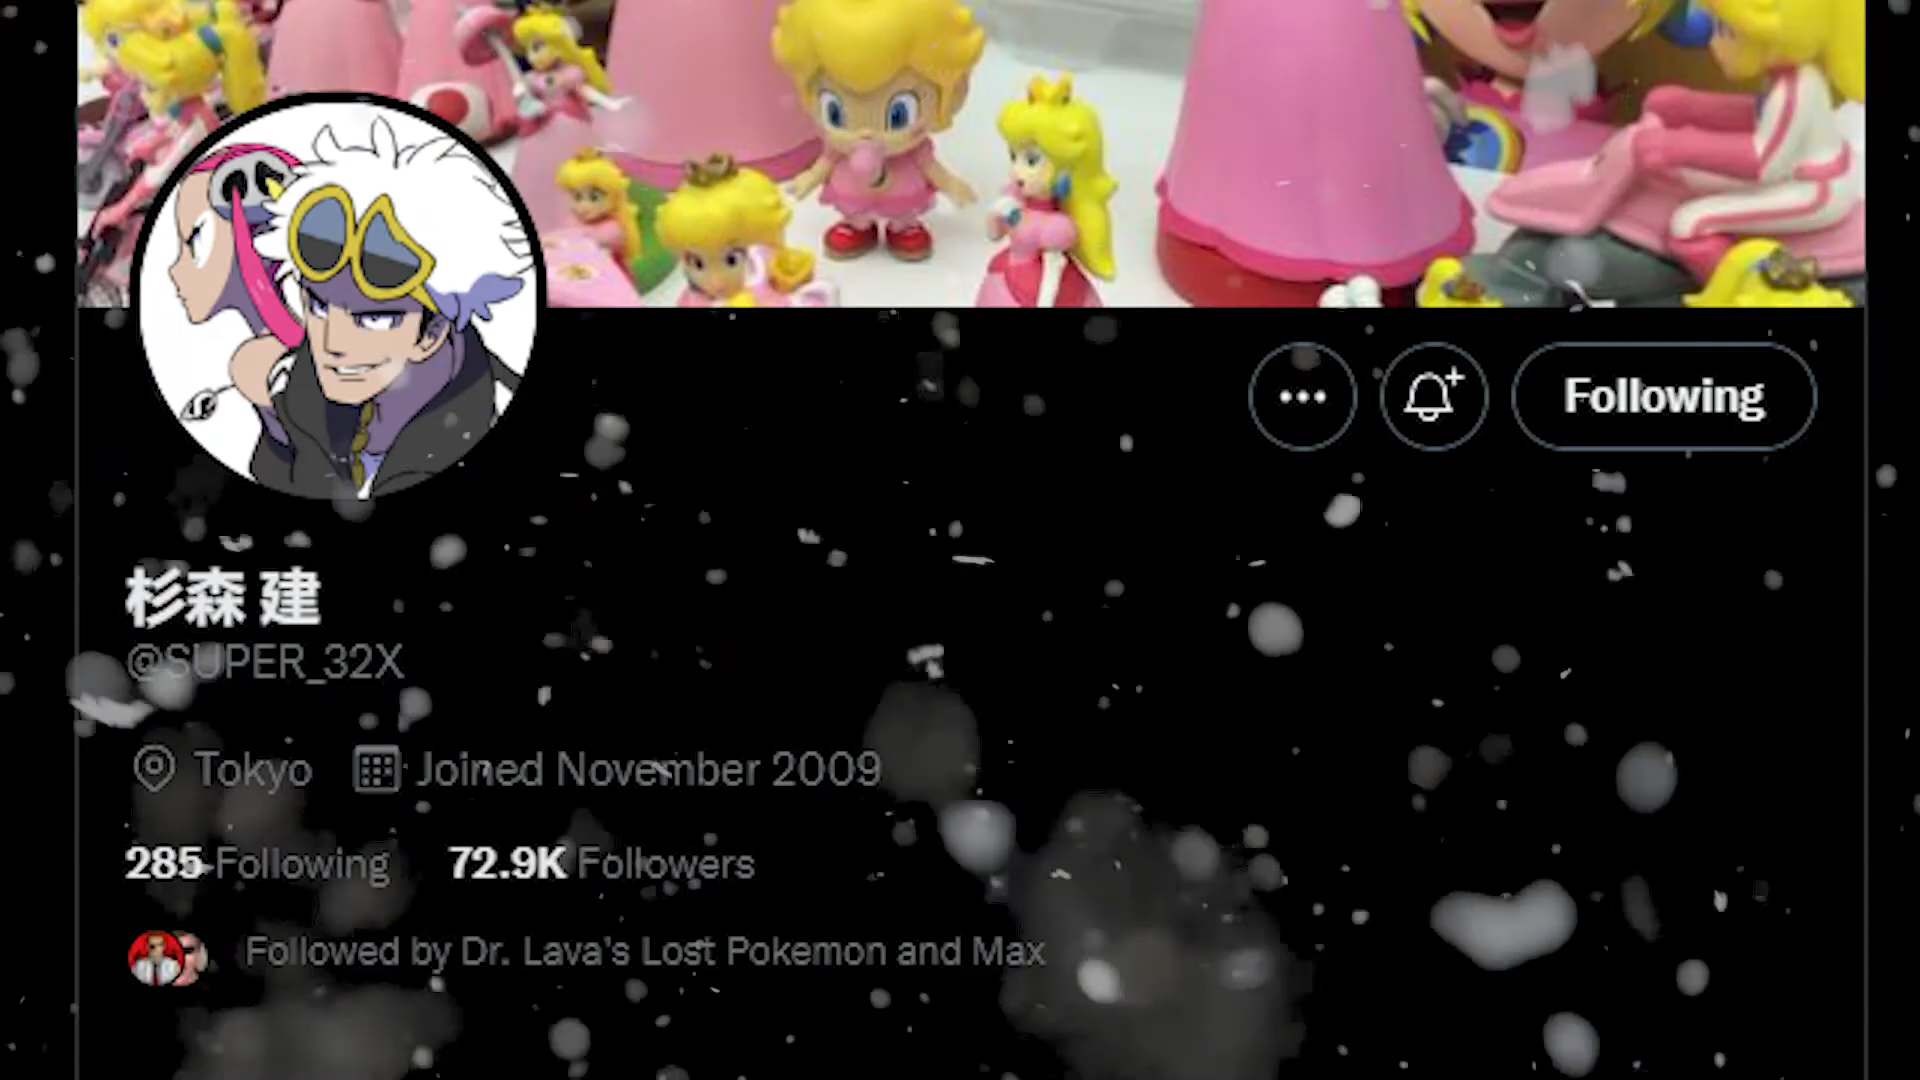 Following
杉森 建
@SUPER_32X
Tokyo Joined November 2009
285 Following 72.9K Followers
Followed by Dr. Lava's Lost Pokemon and Max